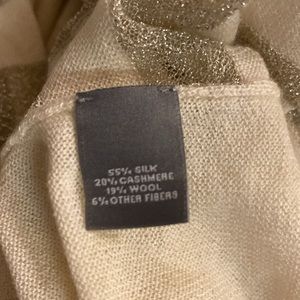 55% SILK
20% CASHMERE
19% WOOL
6% OTHER FIBERS